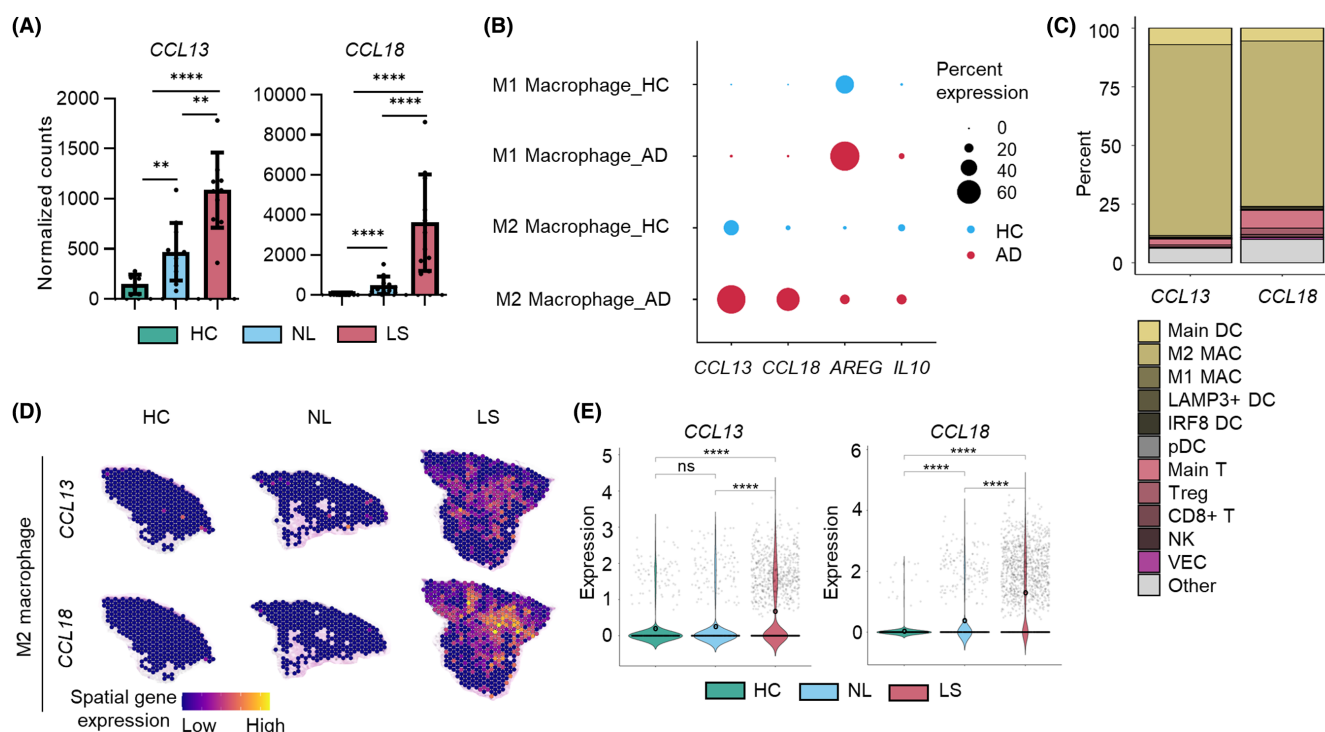 (A)
CCL13
CCL18
Normalized counts
2000
1500
1000
500
0
****
**
**
10000
8000
6000
4000
2000
0
****
****
****
HC
NL
LS
(B)
M1 Macrophage_HC
M1 Macrophage_AD
M2 Macrophage_HC
M2 Macrophage_AD
CCL13
CCL18
AREG
IL10
Percent
expression
0
20
40
60
HC
AD
(C)
Percent
100
75
50
25
0
CCL13
CCL18
Main DC
M2 MAC
M1 MAC
LAMP3+ DC
IRF8 DC
pDC
Main T
Treg
CD8+ T
NK
VEC
Other
(D)
HC
NL
LS
M2 macrophage
CCL13
CCL18
Spatial gene
expression
Low
High
(E)
CCL13
Expression
5
4
3
2
1
0
****
ns
****
CCL18
Expression
6
4
2
0
****
****
****
HC
NL
LS